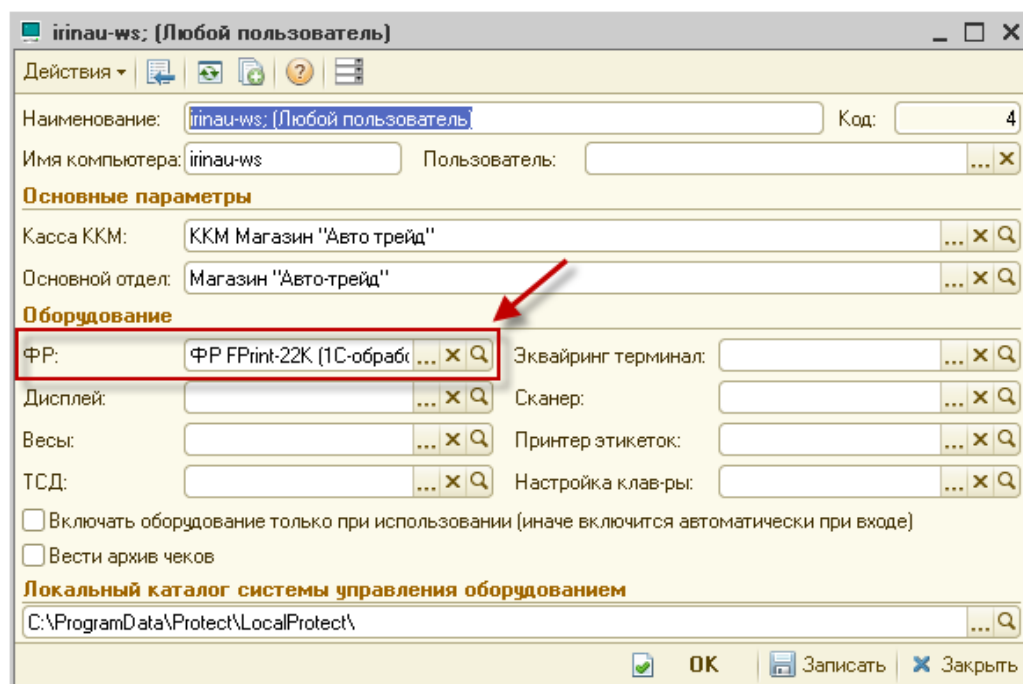 irinau-ws; (Любой пользователь)
Действия
Наименование: irinau-ws; (Любой пользователь) Код: 4
Имя компьютера: irinau-ws Пользователь: ...
Основные параметры
Касса ККМ: ККМ Магазин "Авто трейд" ...
Основной отдел: Магазин "Авто-трейд" ...
Оборудование
ФР: ФР FPrint-22K (1С-обрабо ... Эквайринг терминал: ...
Дисплей: ... Сканер: ...
Весы: ... Принтер этикеток: ...
ТСД: ... Настройка клав-ры: ...
Включать оборудование только при использовании (иначе включится автоматически при входе)
Вести архив чеков
Локальный каталог системы управления оборудованием
C:\ProgramData\Protect\LocalProtect\ ...
OK Записать Закрыть